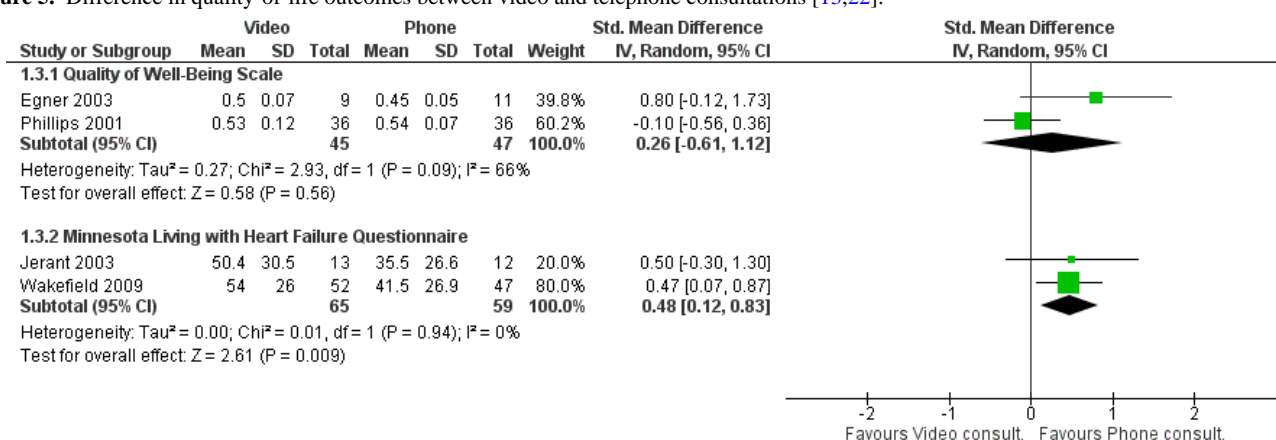 ure 3. Difference in quality-of-life outcomes between video and telephone consultations [15,22].
Video Phone Std. Mean Difference Std. Mean Difference
Study or Subgroup Mean SD Total Mean SD Total Weight IV, Random, 95% CI IV, Random, 95% CI
1.3.1 Quality of Well-Being Scale
Egner 2003 0.5 0.07 9 0.45 0.05 11 39.8% 0.80 [-0.12, 1.73]
Phillips 2001 0.53 0.12 36 0.54 0.07 36 60.2% -0.10 [-0.56, 0.36]
Subtotal (95% CI) 45 47 100.0% 0.26 [-0.61, 1.12]
Heterogeneity: Tau² = 0.27; Chi² = 2.93, df = 1 (P = 0.09); I² = 66%
Test for overall effect: Z = 0.58 (P = 0.56)
1.3.2 Minnesota Living with Heart Failure Questionnaire
Jerant 2003 50.4 30.5 13 35.5 26.6 12 20.0% 0.50 [-0.30, 1.30]
Wakefield 2009 54 26 52 41.5 26.9 47 80.0% 0.47 [0.07, 0.87]
Subtotal (95% CI) 65 59 100.0% 0.48 [0.12, 0.83]
Heterogeneity: Tau² = 0.00; Chi² = 0.01, df = 1 (P = 0.94); I² = 0%
Test for overall effect: Z = 2.61 (P = 0.009)
-2 -1 0 1 2
Favours Video consult. Favours Phone consult.